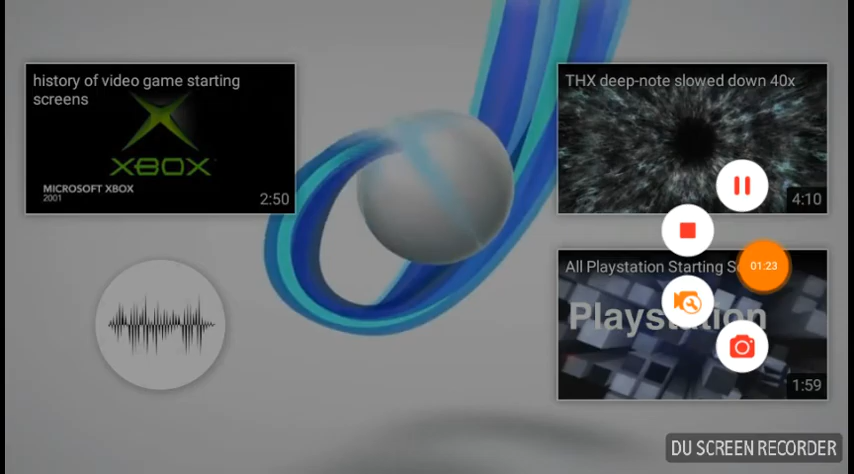 history of video game starting
screens
XBOX
MICROSOFT XBOX
2001
2:50
THX deep-note slowed down 40x
4:10
All Playstation Starting S
01:23
1:59
DU SCREEN RECORDER